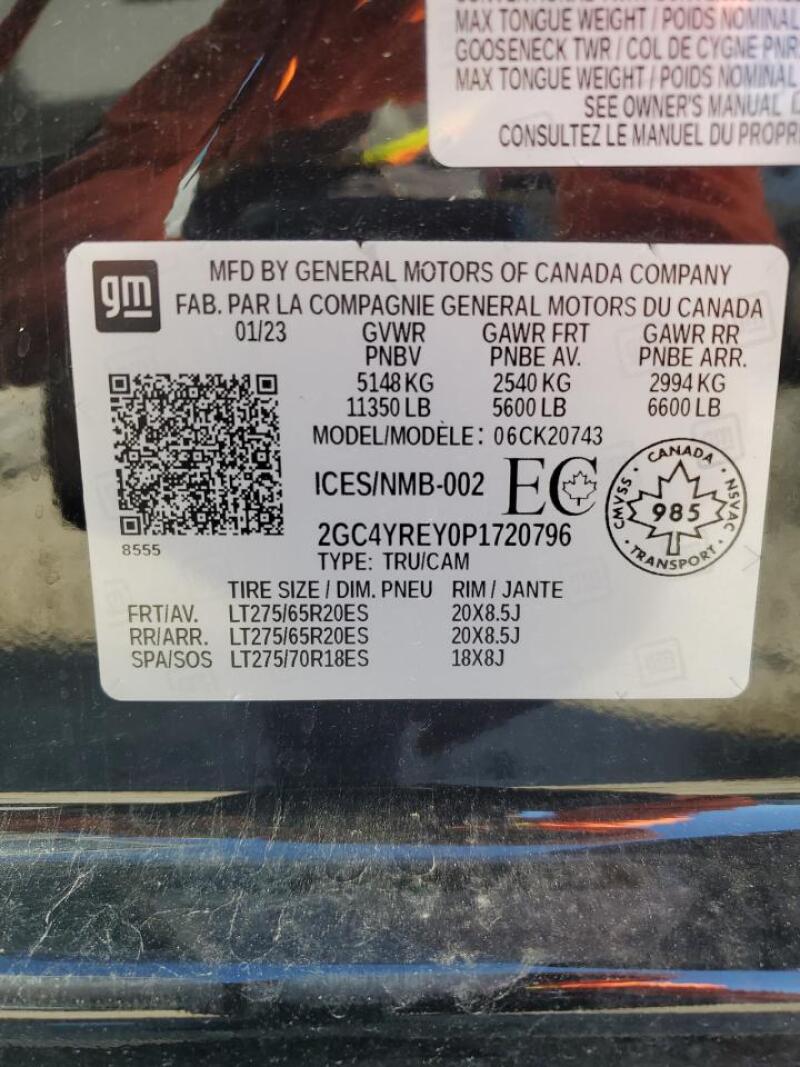 MAX TONGUE WEIGHT / POIDS NOMINAL
GOOSENECK TWR / COL DE CYGNE PNR
MAX TONGUE WEIGHT / POIDS NOMINAL
SEE OWNER'S MANUAL
CONSULTEZ LE MANUEL DU PROPRI
gm
MFD BY GENERAL MOTORS OF CANADA COMPANY
FAB. PAR LA COMPAGNIE GENERAL MOTORS DU CANADA
01/23 GVWR GAWR FRT GAWR RR
PNBV PNBE AV. PNBE ARR.
5148 KG 2540 KG 2994 KG
11350 LB 5600 LB 6600 LB
MODEL/MODÈLE: 06CK20743
ICES/NMB-002 EC
CANADA
CMVSS · NSVAC
985
TRANSPORT
2GC4YREY0P1720796
8555
TYPE: TRU/CAM
TIRE SIZE / DIM. PNEU RIM / JANTE
FRT/AV. LT275/65R20ES 20X8.5J
RR/ARR. LT275/65R20ES 20X8.5J
SPA/SOS LT275/70R18ES 18X8J